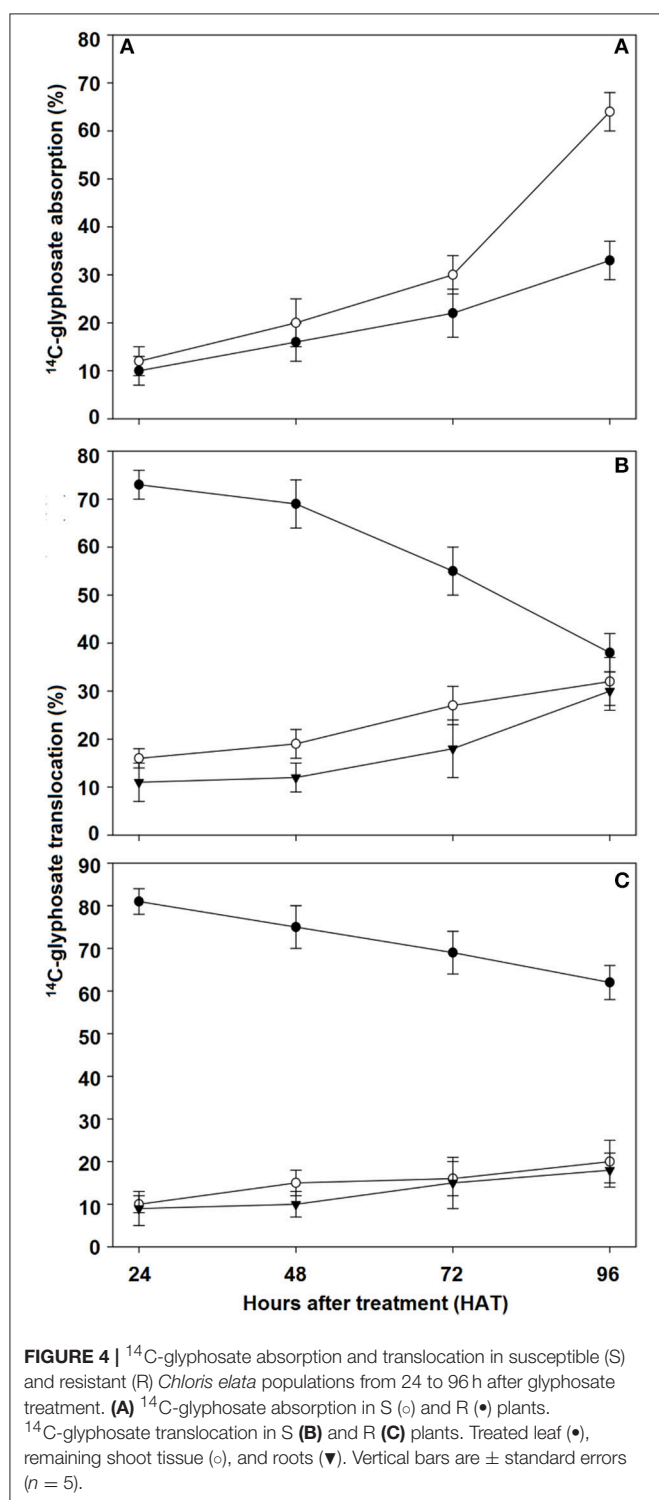 A A
80
70
60
50
40
30
20
10
0
¹⁴C-glyphosate absorption (%)
B
80
70
60
50
40
30
20
10
0
¹⁴C-glyphosate translocation (%)
C
90
80
70
60
50
40
30
20
10
0
24 48 72 96
Hours after treatment (HAT)
FIGURE 4 | ¹⁴C-glyphosate absorption and translocation in susceptible (S)
and resistant (R) Chloris elata populations from 24 to 96 h after glyphosate
treatment. (A) ¹⁴C-glyphosate absorption in S (○) and R (•) plants.
¹⁴C-glyphosate translocation in S (B) and R (C) plants. Treated leaf (•),
remaining shoot tissue (○), and roots (▼). Vertical bars are ± standard errors
(n = 5).